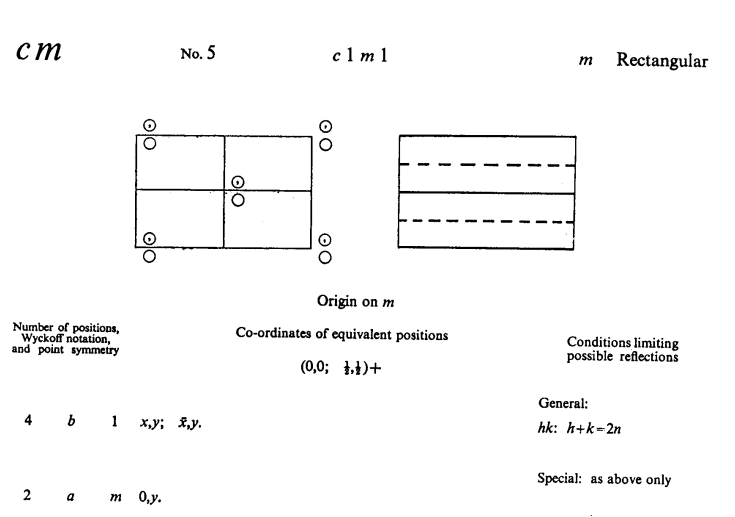 cm No. 5 c 1 m 1 m Rectangular
Origin on m
Number of positions,
Wyckoff notation,
and point symmetry
Co-ordinates of equivalent positions
(0,0; ½,½)+
Conditions limiting
possible reflections
General:
4 b 1 x,y; x̄,y.
hk: h+k=2n
Special: as above only
2 a m 0,y.